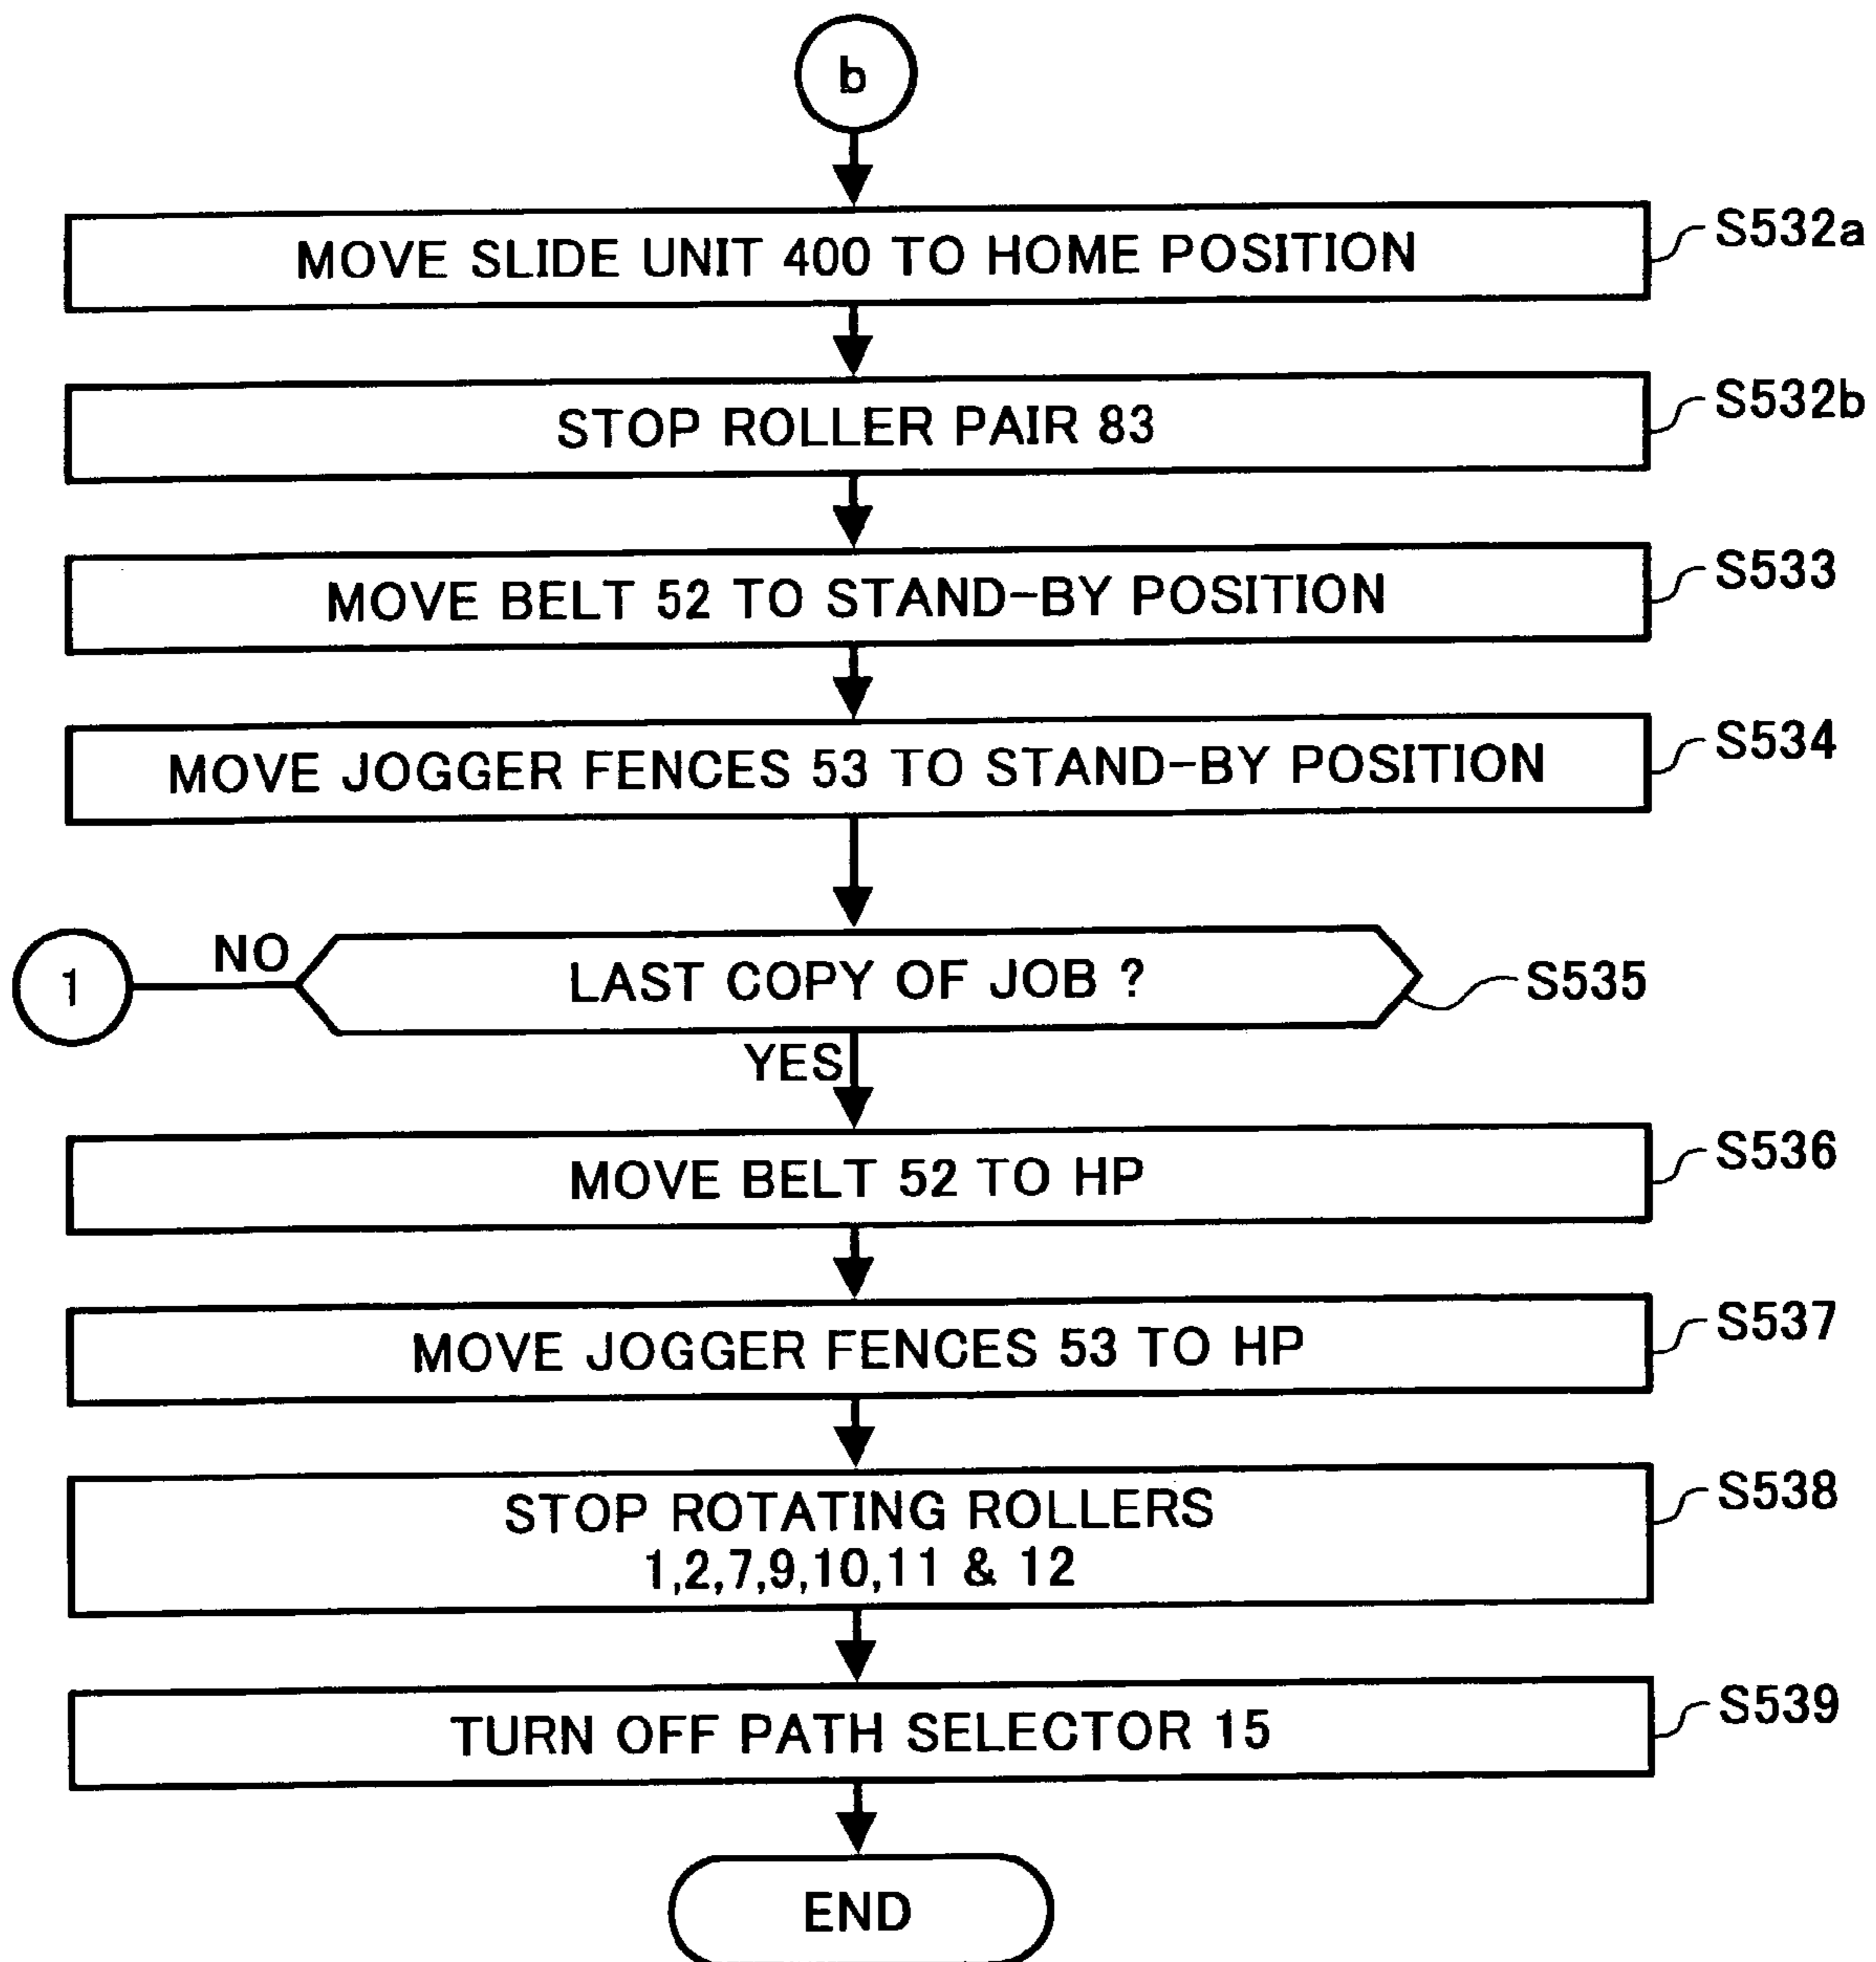 b
MOVE SLIDE UNIT 400 TO HOME POSITION
S532a
STOP ROLLER PAIR 83
S532b
MOVE BELT 52 TO STAND-BY POSITION
S533
MOVE JOGGER FENCES 53 TO STAND-BY POSITION
S534
1
NO
LAST COPY OF JOB ?
S535
YES
MOVE BELT 52 TO HP
S536
MOVE JOGGER FENCES 53 TO HP
S537
STOP ROTATING ROLLERS
1,2,7,9,10,11 & 12
S538
TURN OFF PATH SELECTOR 15
S539
END